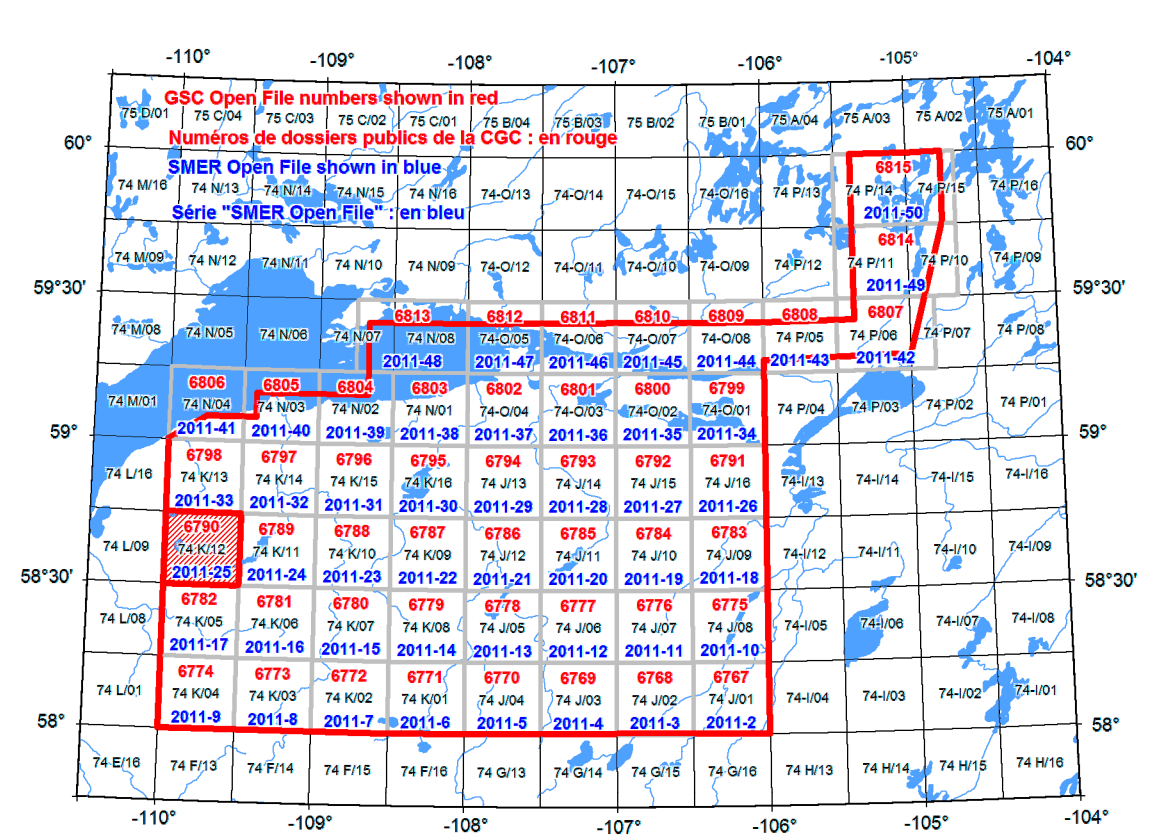 -110° -109° -108° -107° -106° -105° -104°
GSC Open File numbers shown in red
75 D/01 75 C/04 75 C/03 75 C/02 75 C/01 75 B/04 75 B/03 75 B/02 75 B/01 75 A/04 75 A/03 75 A/02 75 A/01
Numéros de dossiers publics de la CGC : en rouge
60° 60°
SMER Open File shown in blue
6815
74 M/16 74 N/13 74 N/14 74 N/15 74 N/16 74-O/13 74-O/14 74-O/15 74-O/16 74 P/13 74 P/14 74 P/15 74 P/16
Série "SMER Open File" : en bleu
2011-50
6814
74 M/09 74 N/12 74 N/11 74 N/10 74 N/09 74-O/12 74-O/11 74-O/10 74-O/09 74 P/12 74 P/11 74 P/10 74 P/09
2011-49
59°30' 59°30'
6813 6812 6811 6810 6809 6808 6807
74 M/08 74 N/05 74 N/06 74 N/07 74 N/08 74-O/05 74-O/06 74-O/07 74-O/08 74 P/05 74 P/06 74 P/07 74 P/08
2011-48 2011-47 2011-46 2011-45 2011-44 2011-43 2011-42
6806 6805 6804 6803 6802 6801 6800 6799
74 M/01 74 N/04 74 N/03 74 N/02 74 N/01 74-O/04 74-O/03 74-O/02 74-O/01 74 P/04 74 P/03 74 P/02 74 P/01
2011-41 2011-40 2011-39 2011-38 2011-37 2011-36 2011-35 2011-34
59° 59°
6798 6797 6796 6795 6794 6793 6792 6791
74 L/16 74 K/13 74 K/14 74 K/15 74 K/16 74 J/13 74 J/14 74 J/15 74 J/16 74-I/13 74-I/14 74-I/15 74-I/16
2011-33 2011-32 2011-31 2011-30 2011-29 2011-28 2011-27 2011-26
6790 6789 6788 6787 6786 6785 6784 6783
74 L/09 74 K/12 74 K/11 74 K/10 74 K/09 74 J/12 74 J/11 74 J/10 74 J/09 74-I/12 74-I/11 74-I/10 74-I/09
2011-25 2011-24 2011-23 2011-22 2011-21 2011-20 2011-19 2011-18
58°30' 58°30'
6782 6781 6780 6779 6778 6777 6776 6775
74 L/08 74 K/05 74 K/06 74 K/07 74 K/08 74 J/05 74 J/06 74 J/07 74 J/08 74-I/05 74-I/06 74-I/07 74-I/08
2011-17 2011-16 2011-15 2011-14 2011-13 2011-12 2011-11 2011-10
6774 6773 6772 6771 6770 6769 6768 6767
74 L/01 74 K/04 74 K/03 74 K/02 74 K/01 74 J/04 74 J/03 74 J/02 74 J/01 74-I/04 74-I/03 74-I/02 74-I/01
2011-9 2011-8 2011-7 2011-6 2011-5 2011-4 2011-3 2011-2
58° 58°
74 E/16 74 F/13 74 F/14 74 F/15 74 F/16 74 G/13 74 G/14 74 G/15 74 G/16 74 H/13 74 H/14 74 H/15 74 H/16
-110° -109° -108° -107° -106° -105° -104°